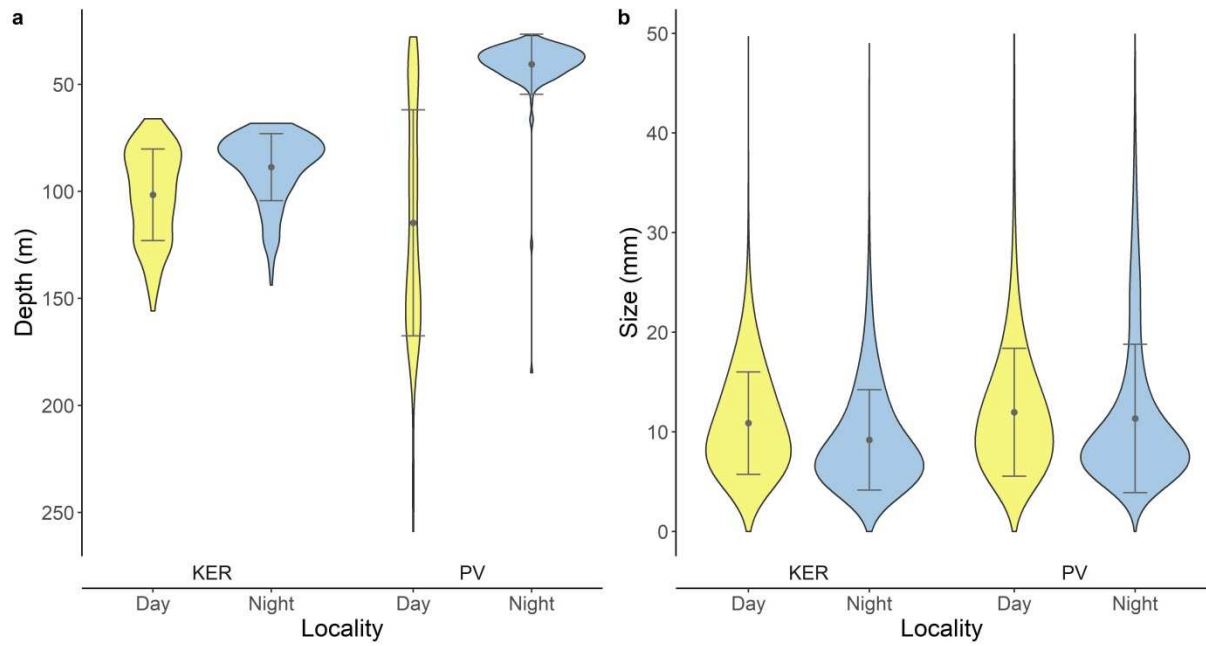 a
50
100
150
200
250
Depth (m)
KER PV
Day Night Day Night
Locality
b
50
40
30
20
10
0
Size (mm)
KER PV
Day Night Day Night
Locality